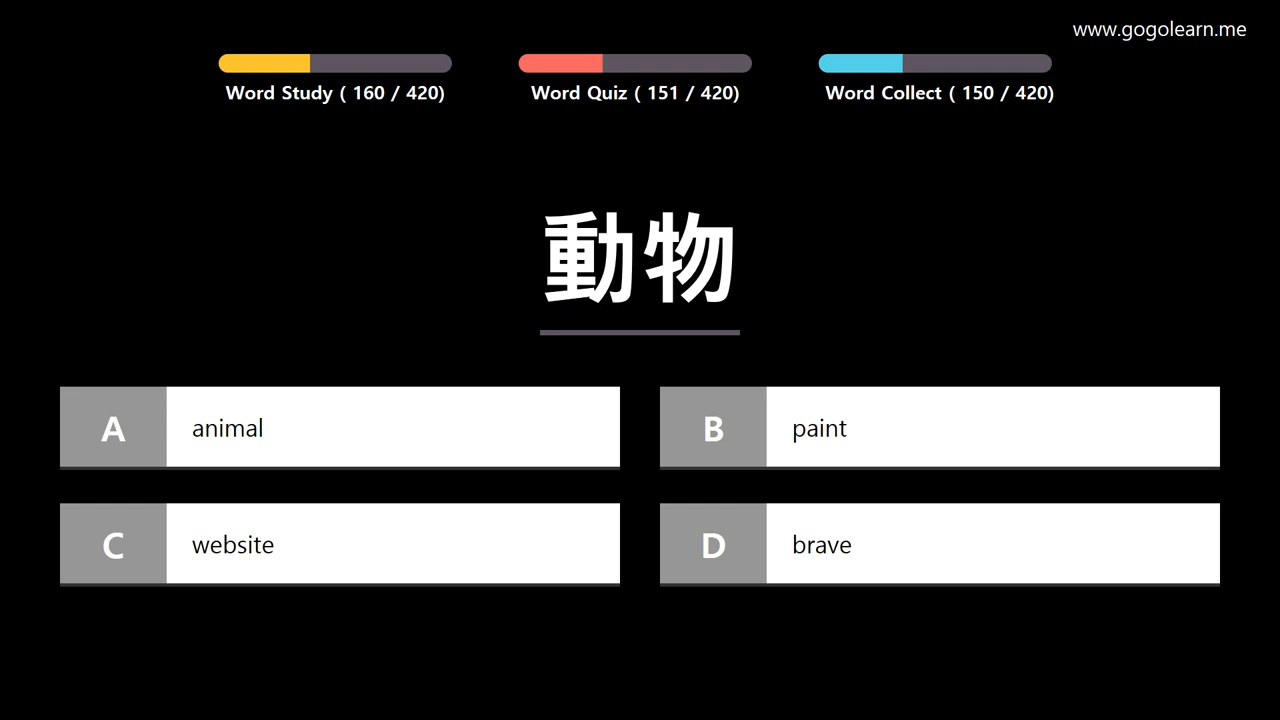 www.gogolearn.me
Word Study ( 160 / 420)
Word Quiz ( 151 / 420)
Word Collect ( 150 / 420)
動物
A animal
B paint
C website
D brave